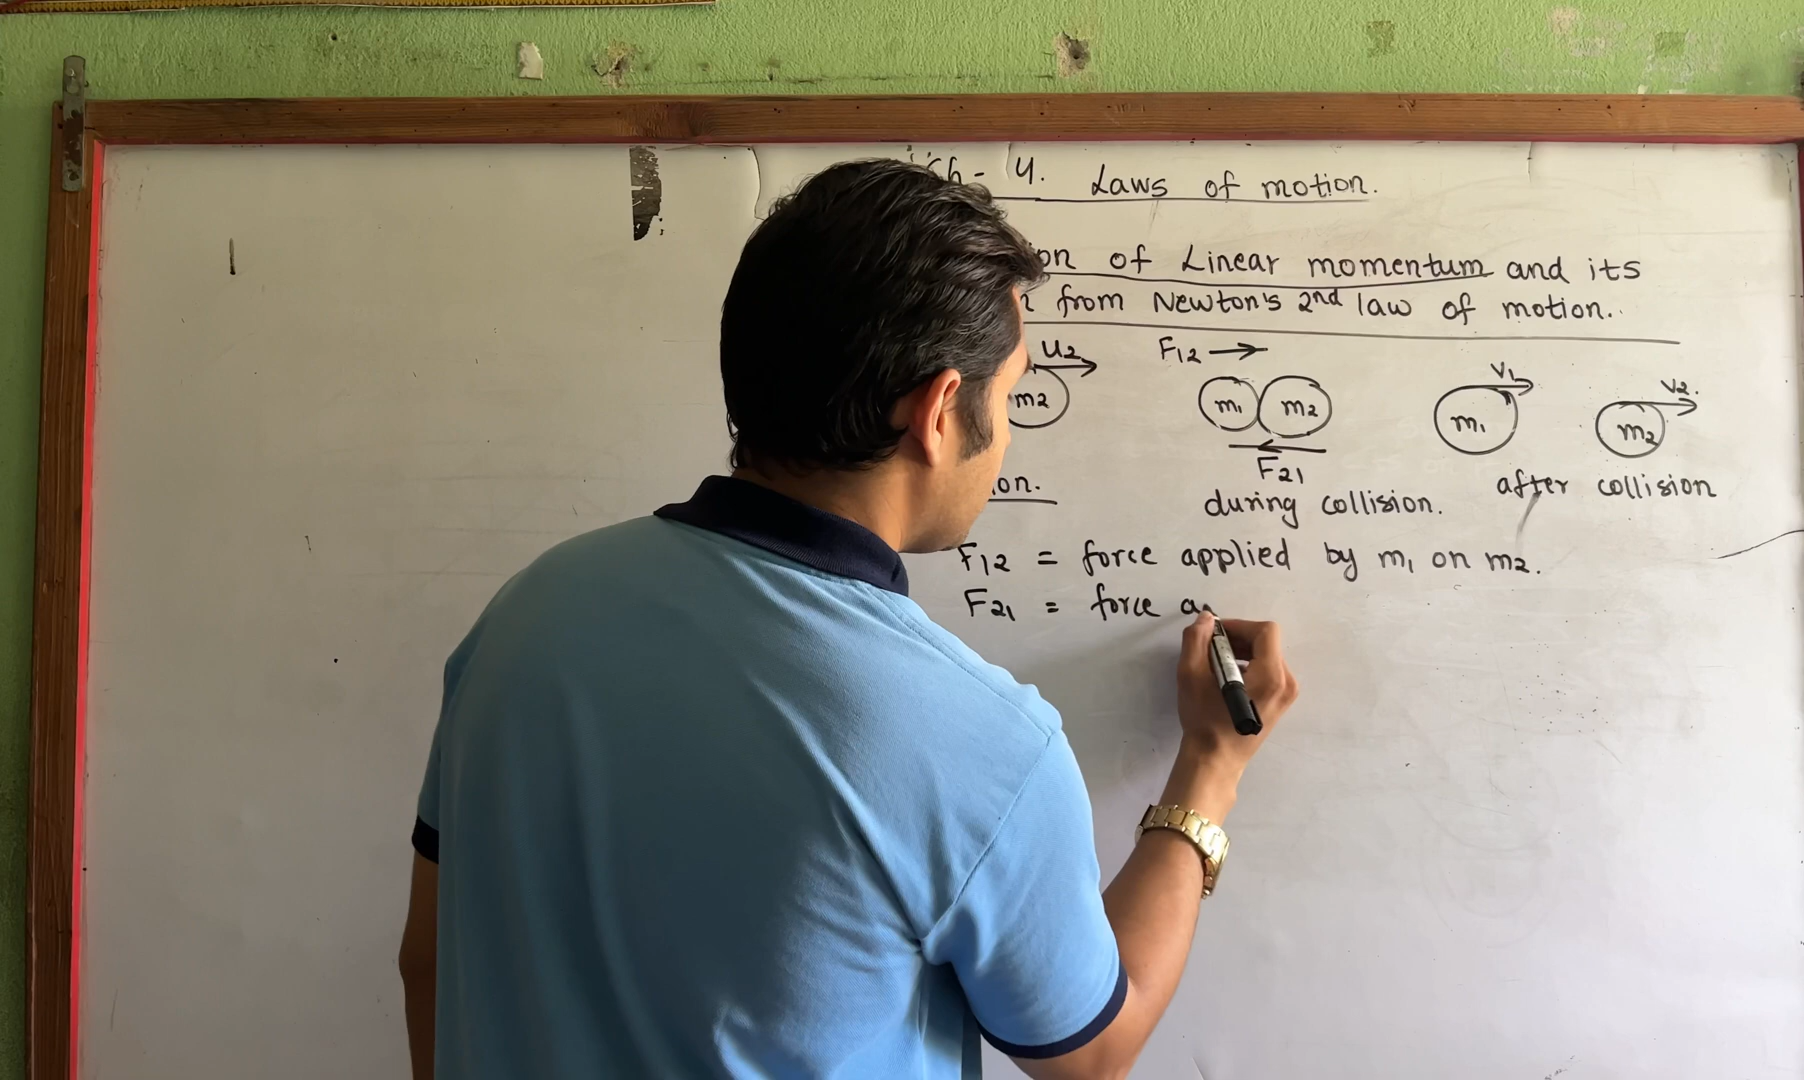 Ch- 4. Laws of motion.
of Linear momentum and its
from Newton's 2nd law of motion.
U2
F12
V1
V2.
m2
m1
m2
m1
m2
F21
after collision
during collision.
F12 = force applied by m1 on m2.
F21 = force